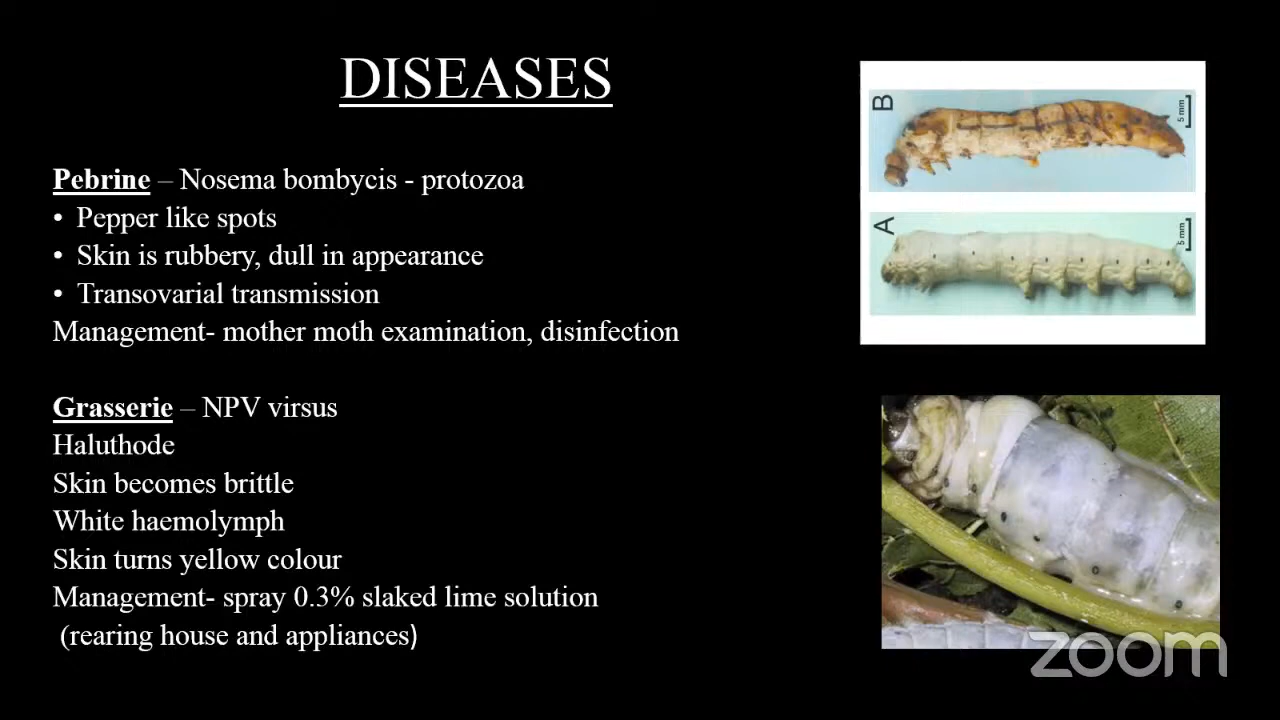 DISEASES
Pebrine – Nosema bombycis - protozoa
• Pepper like spots
• Skin is rubbery, dull in appearance
• Transovarial transmission
Management- mother moth examination, disinfection
Grasserie – NPV virsus
Haluthode
Skin becomes brittle
White haemolymph
Skin turns yellow colour
Management- spray 0.3% slaked lime solution
(rearing house and appliances)
B
5 mm
A
5 mm
zoom